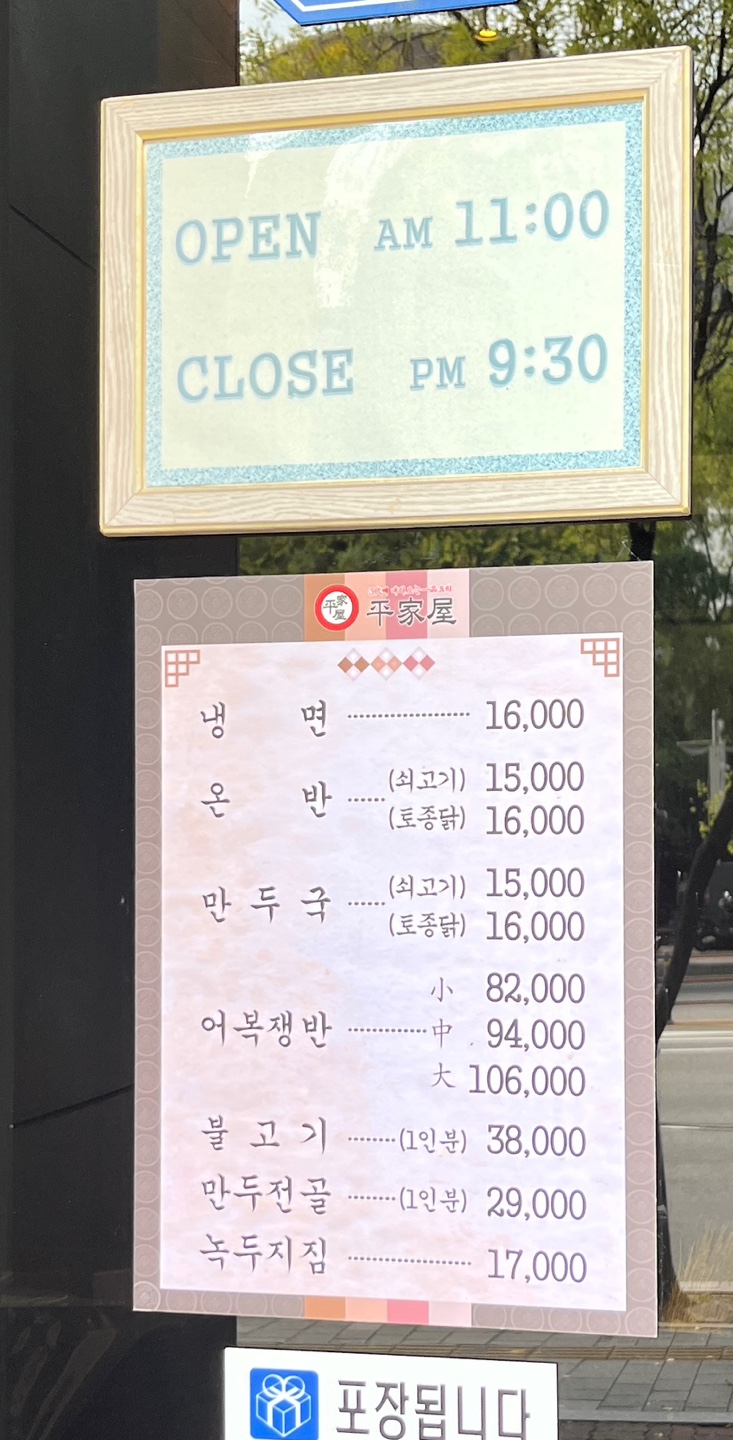 OPEN AM 11:00
CLOSE PM 9:30
平家屋 平家屋
냉면 16,000
온반 (쇠고기) 15,000
(토종닭) 16,000
만두국 (쇠고기) 15,000
(토종닭) 16,000
小 82,000
어복쟁반 中 94,000
大 106,000
불고기 (1인분) 38,000
만두전골 (1인분) 29,000
녹두지짐 17,000
포장됩니다